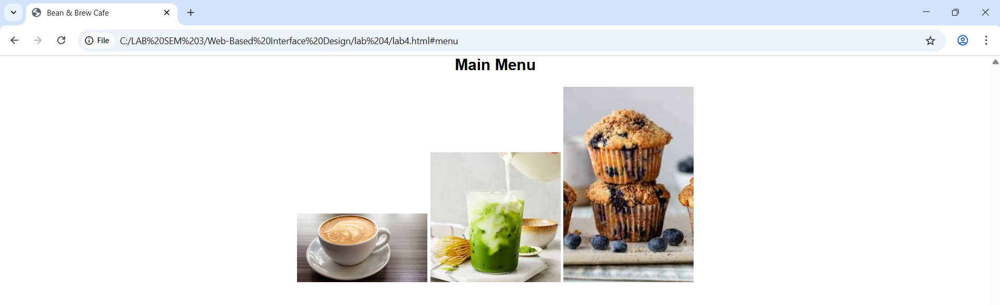 Bean & Brew Cafe
File C:/LAB%20SEM%203/Web-Based%20Interface%20Design/lab%204/lab4.html#menu
Main Menu